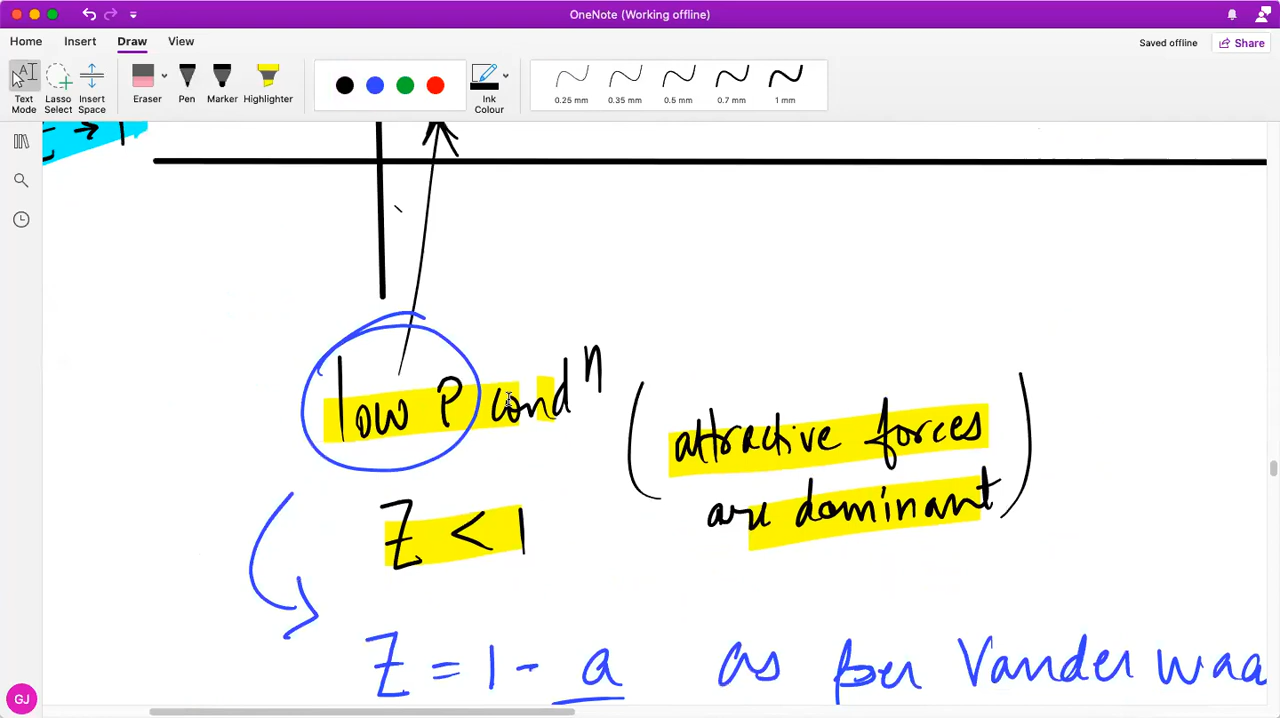 OneNote (Working offline)
Home Insert Draw View
Saved offline
Share
Text Mode
Lasso Select
Insert Space
Eraser
Pen
Marker
Highlighter
Ink Colour
0.25 mm
0.35 mm
0.5 mm
0.7 mm
1 mm
→ 1
low P condⁿ
(attractive forces
are dominant)
Z < 1
Z = 1 - a as per Vander waa
GJ